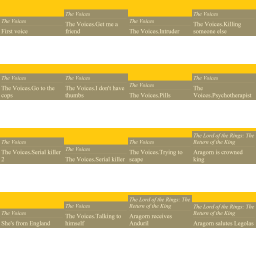 The Voices
First voice
The Voices
The Voices.Get me a
friend
The Voices
The Voices.Intruder
The Voices
The Voices.Killing
someone else
The Voices
The Voices.Go to the
cops
The Voices
The Voices.I don't have
thumbs
The Voices
The Voices.Pills
The Voices
The
Voices.Psychotherapist
The Voices
The Voices.Serial killer
2
The Voices
The Voices.Serial killer
The Voices
The Voices.Trying to
scape
The Lord of the Rings: The
Return of the King
Aragorn is crowned
king
The Voices
She's from England
The Voices
The Voices.Talking to
himself
The Lord of the Rings: The
Return of the King
Aragorn receives
Andúril
The Lord of the Rings: The
Return of the King
Aragorn salutes Legolas